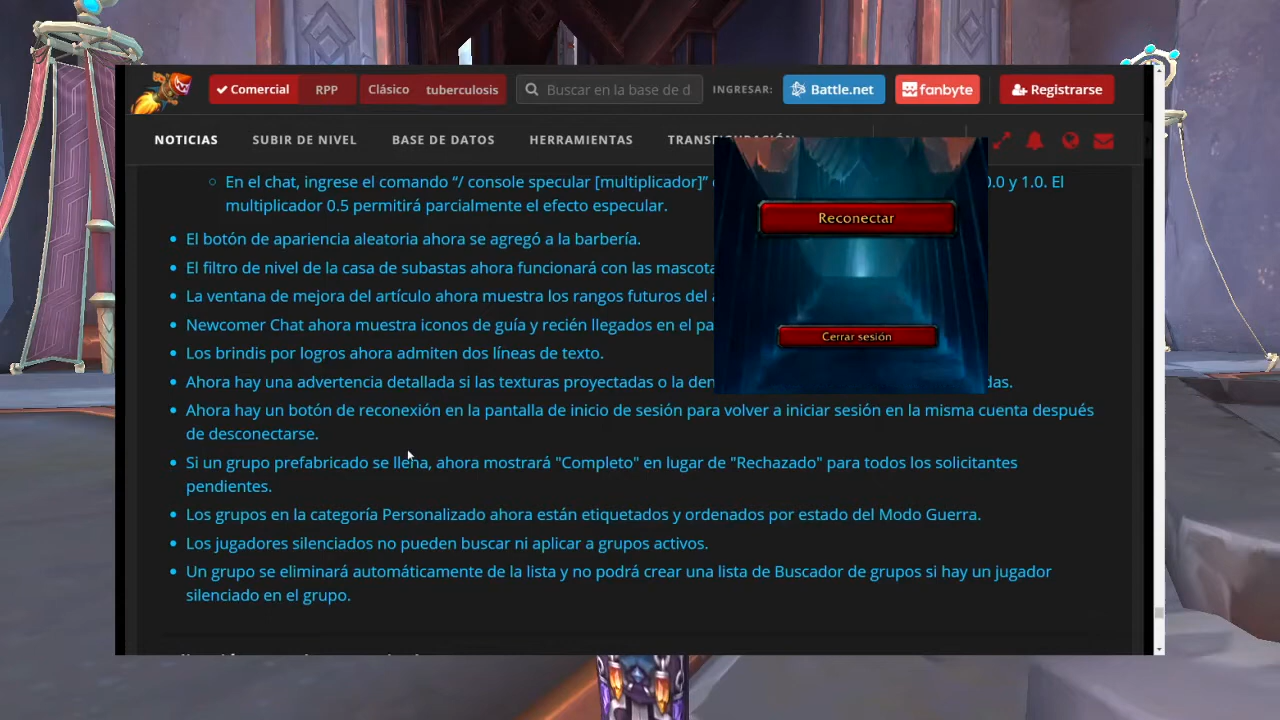 Comercial RPP Clásico tuberculosis Buscar en la base de d INGRESAR: Battle.net fanbyte Registrarse
NOTICIAS SUBIR DE NIVEL BASE DE DATOS HERRAMIENTAS TRANSFIGURACIÓN
En el chat, ingrese el comando “/ console specular [multiplicador]” 0.0 y 1.0. El
multiplicador 0.5 permitirá parcialmente el efecto especular.
Reconectar
El botón de apariencia aleatoria ahora se agregó a la barbería.
El filtro de nivel de la casa de subastas ahora funcionará con las mascota
La ventana de mejora del artículo ahora muestra los rangos futuros del
Newcomer Chat ahora muestra iconos de guía y recién llegados en el pa
Cerrar sesión
Los brindis por logros ahora admiten dos líneas de texto.
Ahora hay una advertencia detallada si las texturas proyectadas o la den das.
Ahora hay un botón de reconexión en la pantalla de inicio de sesión para volver a iniciar sesión en la misma cuenta después
de desconectarse.
Si un grupo prefabricado se llena, ahora mostrará "Completo" en lugar de "Rechazado" para todos los solicitantes
pendientes.
Los grupos en la categoría Personalizado ahora están etiquetados y ordenados por estado del Modo Guerra.
Los jugadores silenciados no pueden buscar ni aplicar a grupos activos.
Un grupo se eliminará automáticamente de la lista y no podrá crear una lista de Buscador de grupos si hay un jugador
silenciado en el grupo.